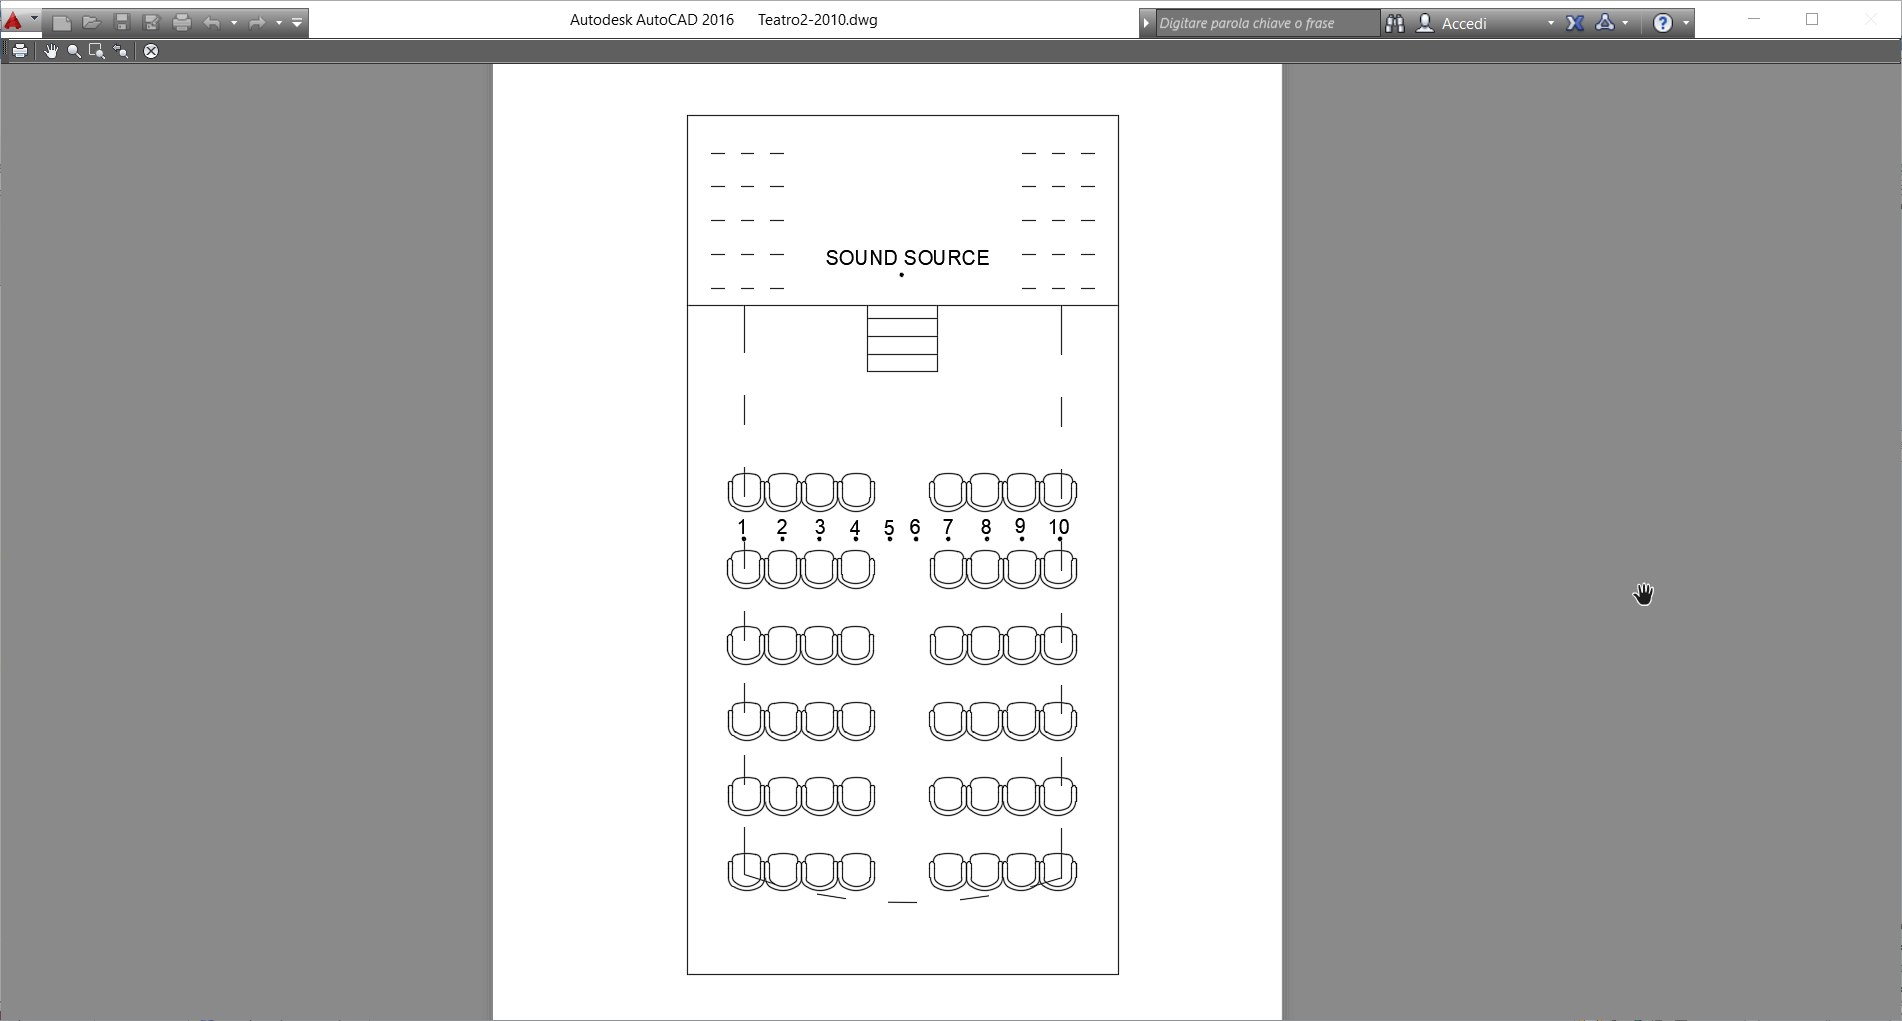 Autodesk AutoCAD 2016 Teatro2-2010.dwg
Digitare parola chiave o frase
Accedi
SOUND SOURCE
1 2 3 4 5 6 7 8 9 10